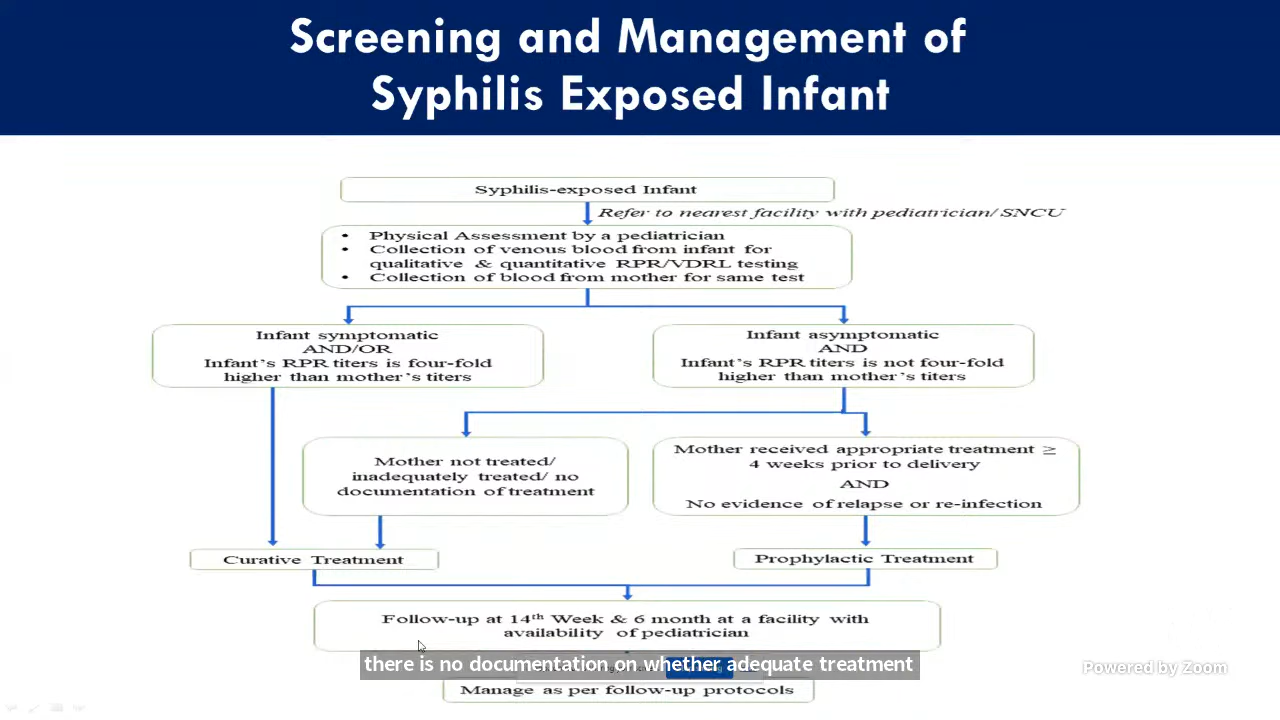 Screening and Management of
Syphilis Exposed Infant
Syphilis-exposed Infant
Refer to nearest facility with pediatrician/ SNCU
• Physical Assessment by a pediatrician
• Collection of venous blood from infant for
qualitative & quantitative RPR/VDRL testing
• Collection of blood from mother for same test
Infant symptomatic
AND/OR
Infant's RPR titers is four-fold
higher than mother's titers
Infant asymptomatic
AND
Infant's RPR titers is not four-fold
higher than mother's titers
Mother not treated/
inadequately treated/ no
documentation of treatment
Mother received appropriate treatment ≥
4 weeks prior to delivery
AND
No evidence of relapse or re-infection
Curative Treatment
Prophylactic Treatment
Follow-up at 14th Week & 6 month at a facility with
availability of pediatrician
there is no documentation on whether adequate treatment
Powered by Zoom
Manage as per follow-up protocols